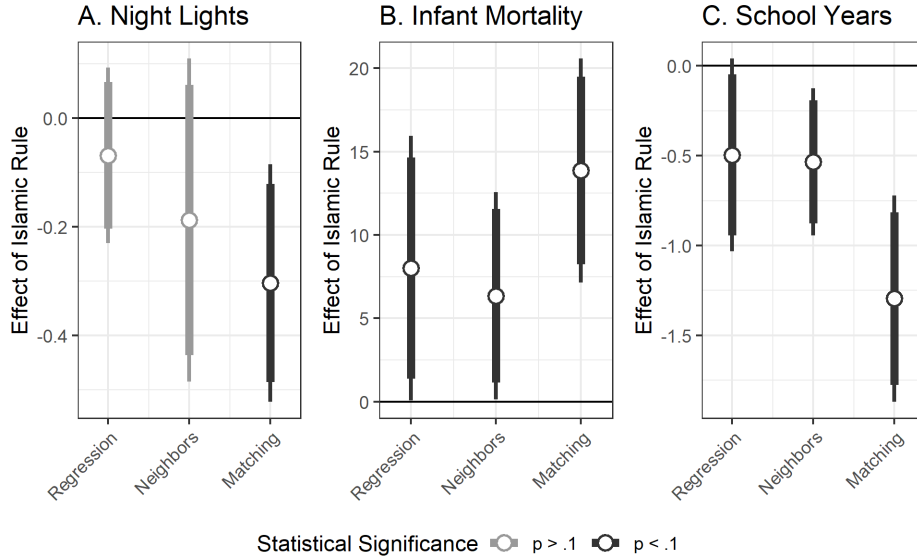 A. Night Lights
Effect of Islamic Rule
0.0
-0.2
-0.4
Regression
Neighbors
Matching
B. Infant Mortality
Effect of Islamic Rule
20
15
10
5
0
Regression
Neighbors
Matching
C. School Years
Effect of Islamic Rule
0.0
-0.5
-1.0
-1.5
Regression
Neighbors
Matching
Statistical Significance p > .1 p < .1